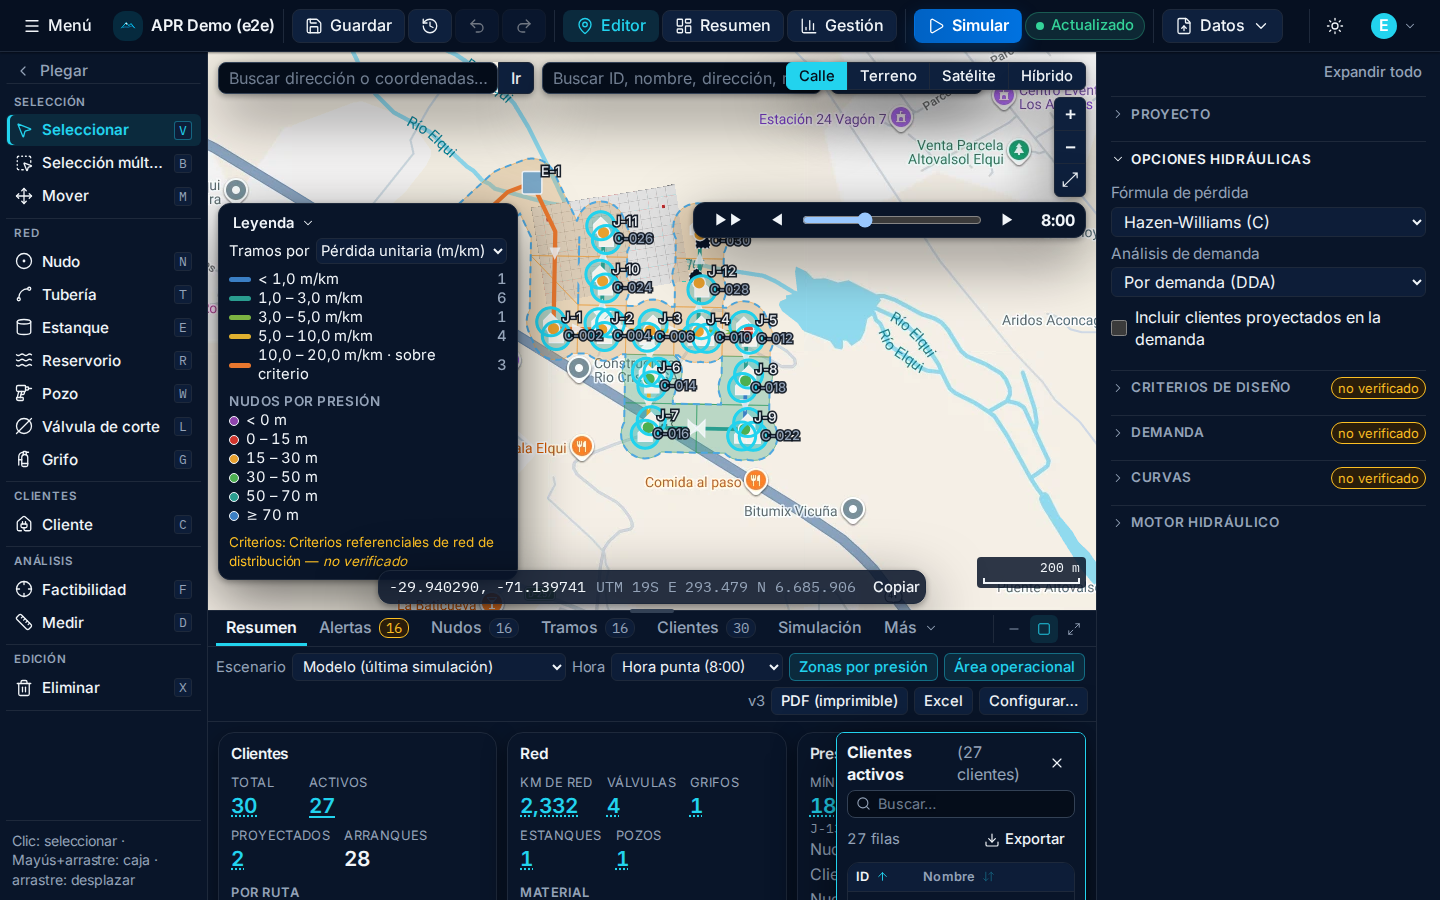 Menú
APR Demo (e2e)
Guardar
Editor
Resumen
Gestión
Simular
Actualizado
Datos
E
Plegar
SELECCIÓN
Seleccionar V
Selección múlt... B
Mover M
RED
Nudo N
Tubería T
Estanque E
Reservorio R
Pozo W
Válvula de corte L
Grifo G
CLIENTES
Cliente C
ANÁLISIS
Factibilidad F
Medir D
EDICIÓN
Eliminar X
Clic: seleccionar ·
Mayús+arrastre: caja ·
arrastre: desplazar
Buscar dirección o coordenadas...
Ir
Buscar ID, nombre, dirección,
Calle
Terreno
Satélite
Híbrido
+
−
Río Elqui
Estación 24 Vagón 7
Los A
Venta Parcela
Altovalsol Elqui
8:00
E-1
J-11
C-026
C-030
J-10
C-024
J-12
C-028
J-1
C-002
J-2
C-004
J-3
C-006
J-4
C-010
J-5
C-012
J-6
C-014
J-8
C-018
J-7
C-016
J-9
C-022
Río Elqui
Río Elqui
Aridos Aconcag
Comida al paso
Bitumix Vicuña
200 m
Leyenda
Tramos por Pérdida unitaria (m/km)
< 1,0 m/km 1
1,0 – 3,0 m/km 6
3,0 – 5,0 m/km 1
5,0 – 10,0 m/km 4
10,0 – 20,0 m/km · sobre
criterio 3
NUDOS POR PRESIÓN
< 0 m
0 – 15 m
15 – 30 m
30 – 50 m
50 – 70 m
≥ 70 m
Criterios: Criterios referenciales de red de
distribución — no verificado
-29.940290, -71.139741 UTM 19S E 293.479 N 6.685.906 Copiar
Resumen
Alertas 16
Nudos 16
Tramos 16
Clientes 30
Simulación
Más
Escenario Modelo (última simulación)
Hora Hora punta (8:00)
Zonas por presión
Área operacional
v3
PDF (imprimible)
Excel
Configurar...
Clientes
TOTAL ACTIVOS
30 27
PROYECTADOS ARRANQUES
2 28
POR RUTA
Red
KM DE RED VÁLVULAS GRIFOS
2,332 4 1
ESTANQUES POZOS
1 1
MATERIAL
Pres
MÍN
18
J-1
Clientes
activos
(27
clientes)
Buscar...
27 filas
Exportar
ID Nombre
Expandir todo
PROYECTO
OPCIONES HIDRÁULICAS
Fórmula de pérdida
Hazen-Williams (C)
Análisis de demanda
Por demanda (DDA)
Incluir clientes proyectados en la
demanda
CRITERIOS DE DISEÑO no verificado
DEMANDA no verificado
CURVAS no verificado
MOTOR HIDRÁULICO